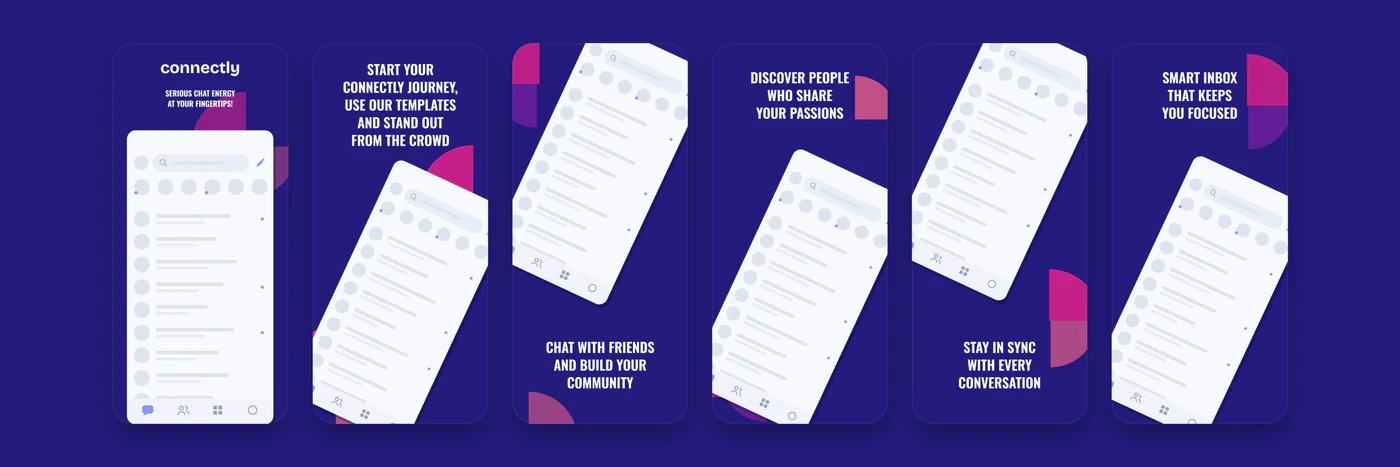 connectly
SERIOUS CHAT ENERGY
AT YOUR FINGERTIPS!
START YOUR
CONNECTLY JOURNEY,
USE OUR TEMPLATES
AND STAND OUT
FROM THE CROWD
CHAT WITH FRIENDS
AND BUILD YOUR
COMMUNITY
DISCOVER PEOPLE
WHO SHARE
YOUR PASSIONS
STAY IN SYNC
WITH EVERY
CONVERSATION
SMART INBOX
THAT KEEPS
YOU FOCUSED